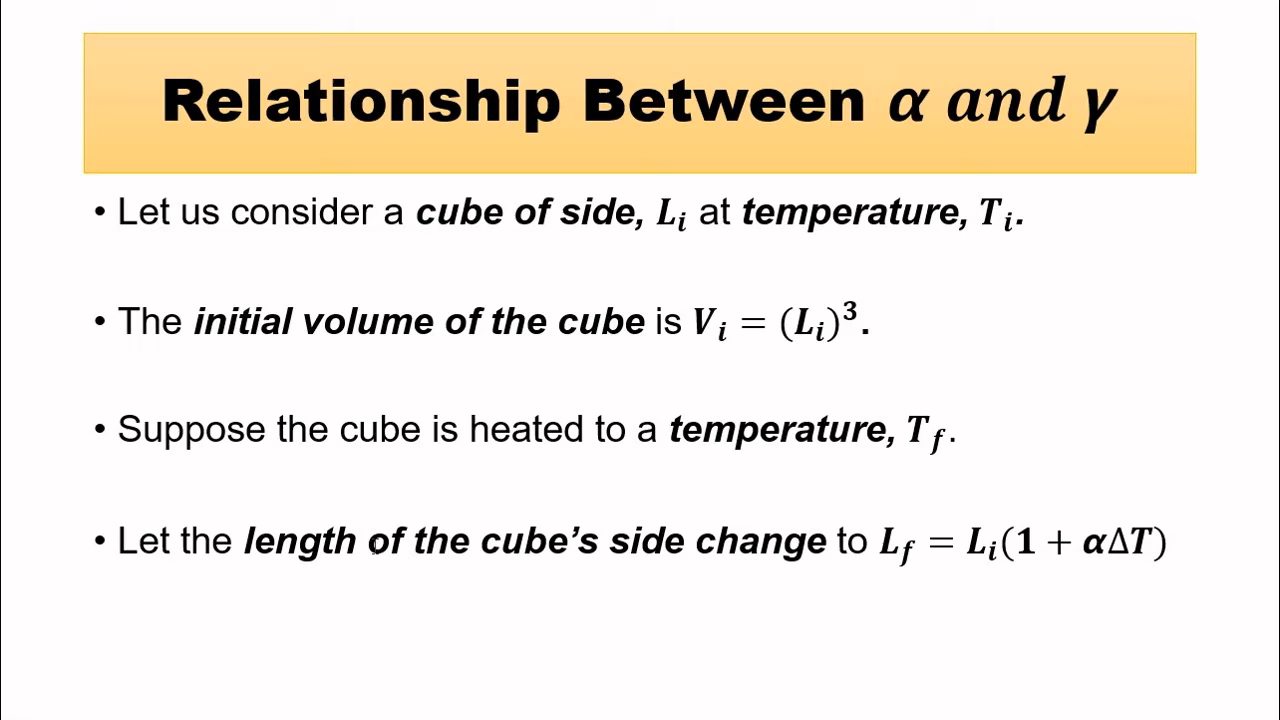 Relationship Between α and γ
• Let us consider a cube of side, Lᵢ at temperature, Tᵢ.
• The initial volume of the cube is Vᵢ = (Lᵢ)³.
• Suppose the cube is heated to a temperature, T_f.
• Let the length of the cube’s side change to L_f = Lᵢ(1 + αΔT)